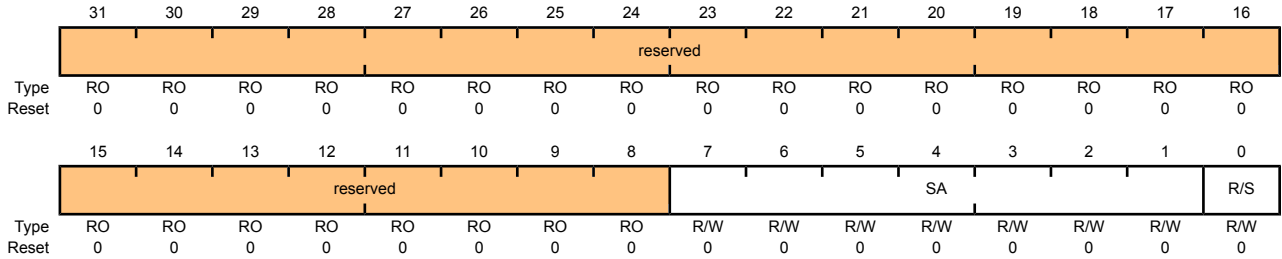 31 30 29 28 27 26 25 24 23 22 21 20 19 18 17 16
reserved
Type RO RO RO RO RO RO RO RO RO RO RO RO RO RO RO RO
Reset 0 0 0 0 0 0 0 0 0 0 0 0 0 0 0 0
15 14 13 12 11 10 9 8 7 6 5 4 3 2 1 0
reserved SA R/S
Type RO RO RO RO RO RO RO RO R/W R/W R/W R/W R/W R/W R/W R/W
Reset 0 0 0 0 0 0 0 0 0 0 0 0 0 0 0 0